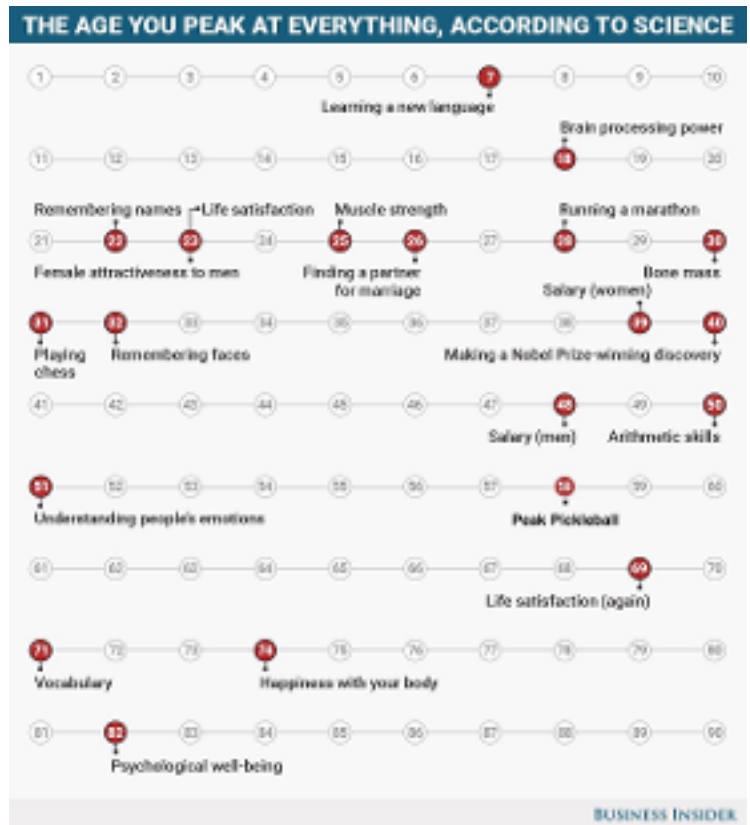 THE AGE YOU PEAK AT EVERYTHING, ACCORDING TO SCIENCE
1 2 3 4 5 6 7 8 9 10
Learning a new language
Brain processing power
11 12 13 14 15 16 17 18 19 20
Remembering names Life satisfaction Muscle strength Running a marathon
21 22 23 24 25 26 27 28 29 30
Female attractiveness to men Finding a partner Bone mass
for marriage Salary (women)
31 32 33 34 35 36 37 38 39 40
Playing Remembering faces Making a Nobel Prize-winning discovery
chess
41 42 43 44 45 46 47 48 49 50
Salary (men) Arithmetic skills
51 52 53 54 55 56 57 58 59 60
Understanding people's emotions Peak Pickleball
61 62 63 64 65 66 67 68 69 70
Life satisfaction (again)
71 72 73 74 75 76 77 78 79 80
Vocabulary Happiness with your body
81 82 83 84 85 86 87 88 89 90
Psychological well-being
BUSINESS INSIDER